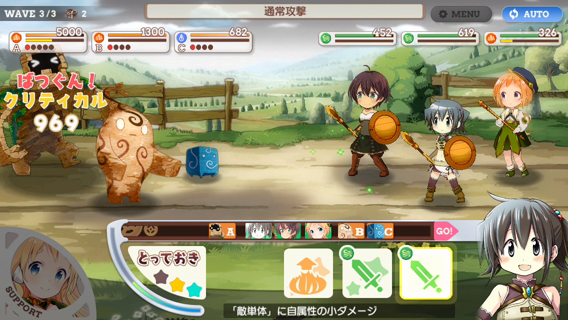 WAVE 3/3 2
通常攻撃
MENU
AUTO
5000
A
1300
B
682
C
452
619
326
ばつぐん!
クリティカル
969
A B C GO!
とっておき
SUPPORT
「敵単体」に自属性の小ダメージ